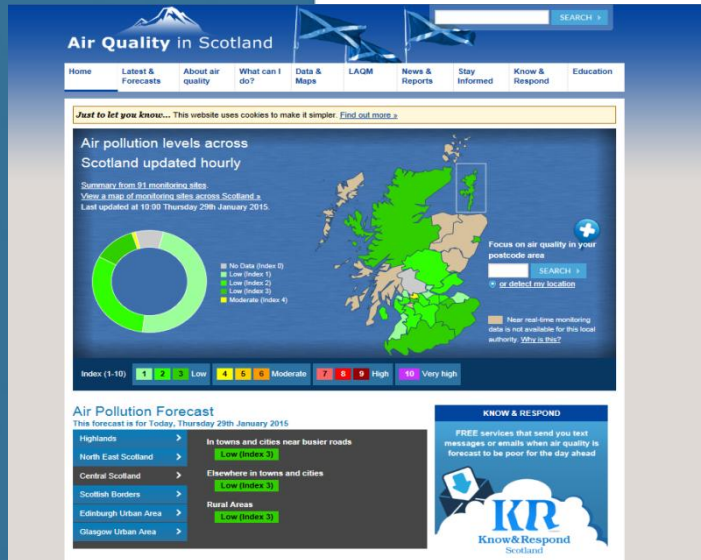 SEARCH »
Air Quality in Scotland
Home
Latest & Forecasts
About air quality
What can I do?
Data & Maps
LAQM
News & Reports
Stay Informed
Know & Respond
Education
Just to let you know... This website uses cookies to make it simpler. Find out more »
Air pollution levels across
Scotland updated hourly
Summary from 91 monitoring sites.
View a map of monitoring sites across Scotland »
Last updated at 10:00 Thursday 29th January 2015.
No Data (Index 0)
Low (Index 1)
Low (Index 2)
Low (Index 3)
Moderate (Index 4)
Focus on air quality in your
postcode area
SEARCH »
or detect my location
Near real-time monitoring
data is not available for this local
authority. Why is this?
Index (1-10) 1 2 3 Low 4 5 6 Moderate 7 8 9 High 10 Very high
Air Pollution Forecast
This forecast is for Today, Thursday 29th January 2015
Highlands
North East Scotland
Central Scotland
Scottish Borders
Edinburgh Urban Area
Glasgow Urban Area
In towns and cities near busier roads
Low (Index 3)
Elsewhere in towns and cities
Low (Index 3)
Rural Areas
Low (Index 3)
KNOW & RESPOND
FREE services that send you text
messages or emails when air quality is
forecast to be poor for the day ahead
KR
Know&Respond
Scotland